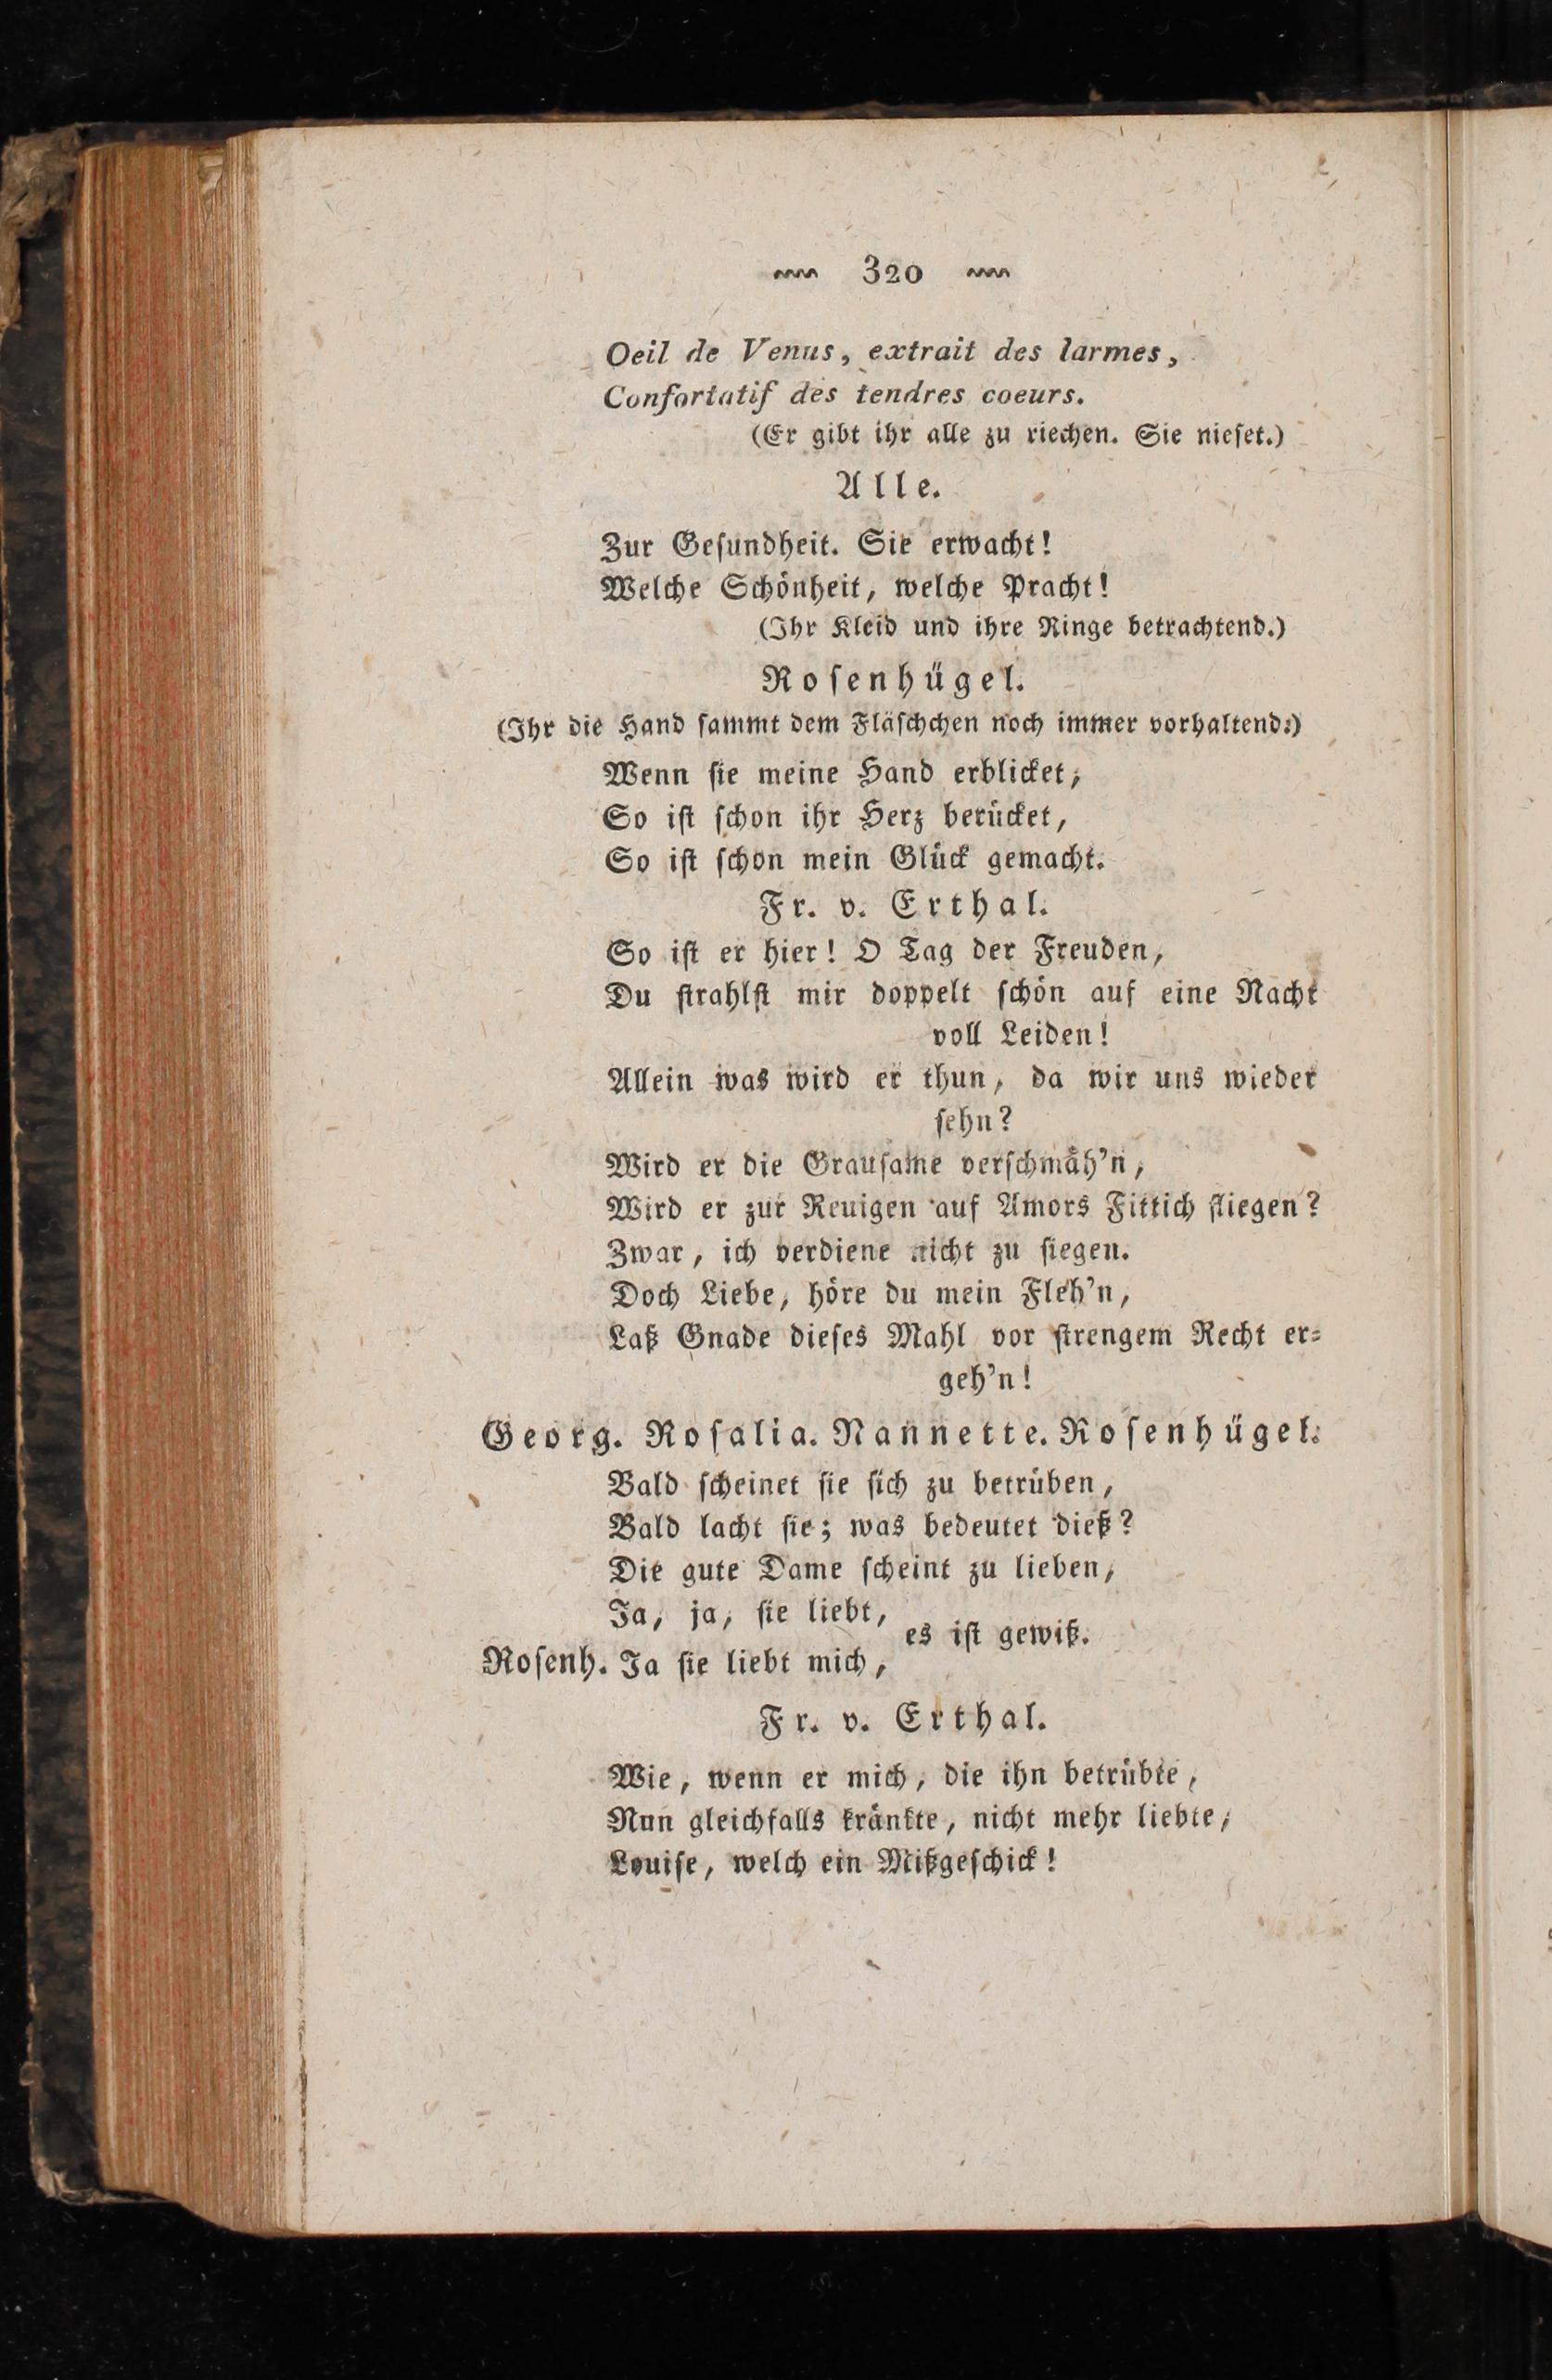 320
Oeil de Venus, extrait des larmes,
Confortatif des tendres coeurs.
(Er gibt ihr alle zu riechen. Sie nieſet.)
Alle.
Zur Geſundheit. Sie erwacht!
Welche Schönheit, welche Pracht!
(Ihr Kleid und ihre Ringe betrachtend.)
Roſenhügel.
(Ihr die Hand ſammt dem Fläſchchen noch immer vorhaltend.)
Wenn ſie meine Hand erblicket,
So iſt ſchon ihr Herz berücket,
So iſt ſchon mein Glück gemacht.
Fr. v. Erthal.
So iſt er hier! O Tag der Freuden,
Du ſtrahlſt mir doppelt ſchön auf eine Nacht
voll Leiden!
Allein was wird er thun, da wir uns wieder
ſehn?
Wird er die Grauſame verſchmäh'n,
Wird er zur Reuigen auf Amors Fittich fliegen?
Zwar, ich verdiene nicht zu ſiegen.
Doch Liebe, höre du mein Fleh'n,
Laß Gnade dieſes Mahl vor ſtrengem Recht er-
geh'n!
Georg. Roſalia. Nannette. Roſenhügel.
Bald ſcheinet ſie ſich zu betrüben,
Bald lacht ſie; was bedeutet dieß?
Die gute Dame ſcheint zu lieben,
Ja, ja, ſie liebt,
es iſt gewiß.
Roſenh. Ja ſie liebt mich,
Fr. v. Erthal.
Wie, wenn er mich, die ihn betrübte,
Nun gleichfalls kränkte, nicht mehr liebte,
Louiſe, welch ein Mißgeſchick!